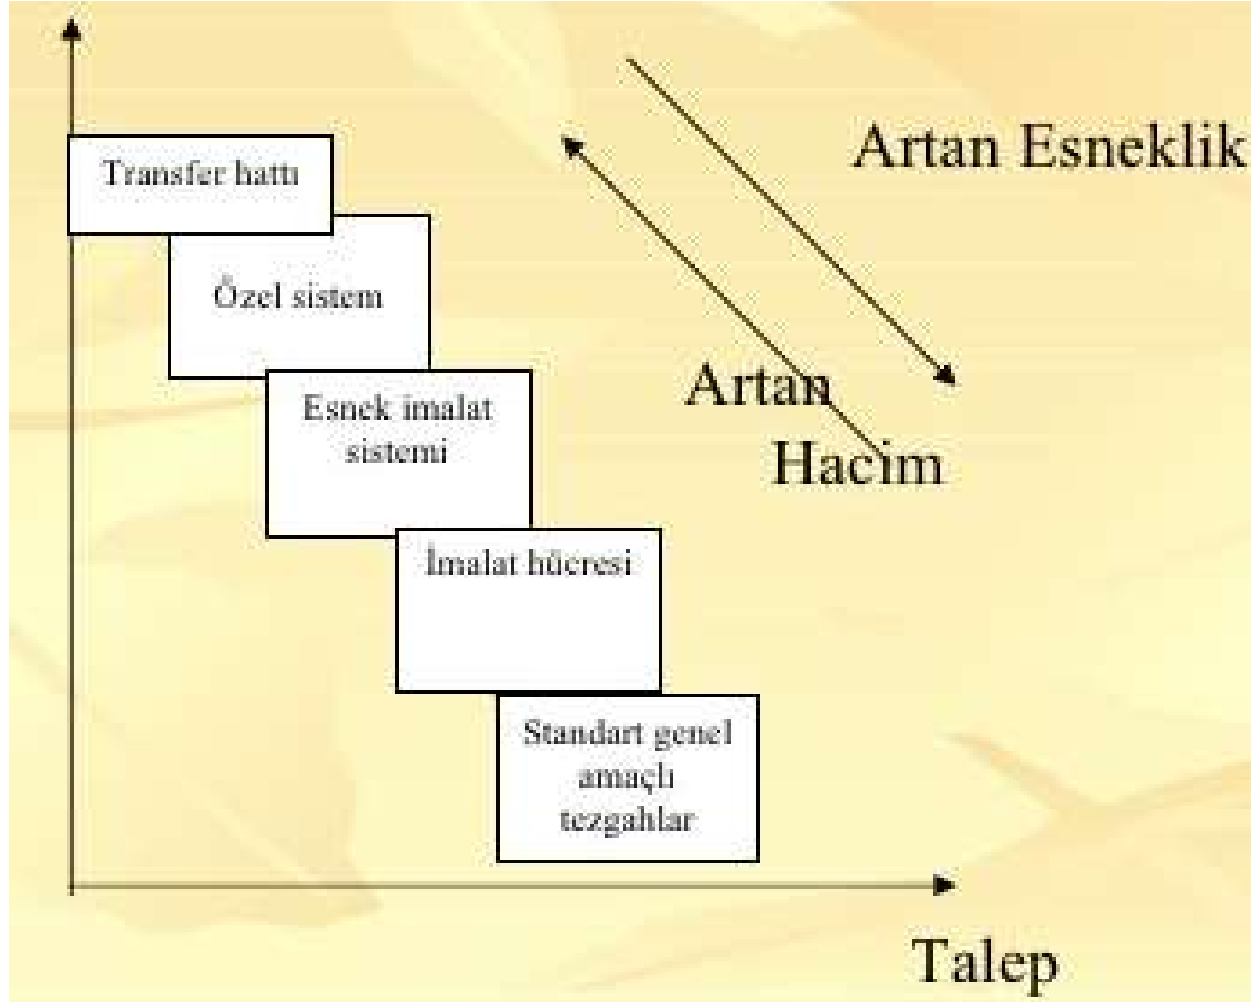 Transfer hattı
Özel sistem
Esnek imalat
sistemi
İmalat hücresi
Standart genel
amaçlı
tezgahlar
Artan Esneklik
Artan
Hacim
Talep